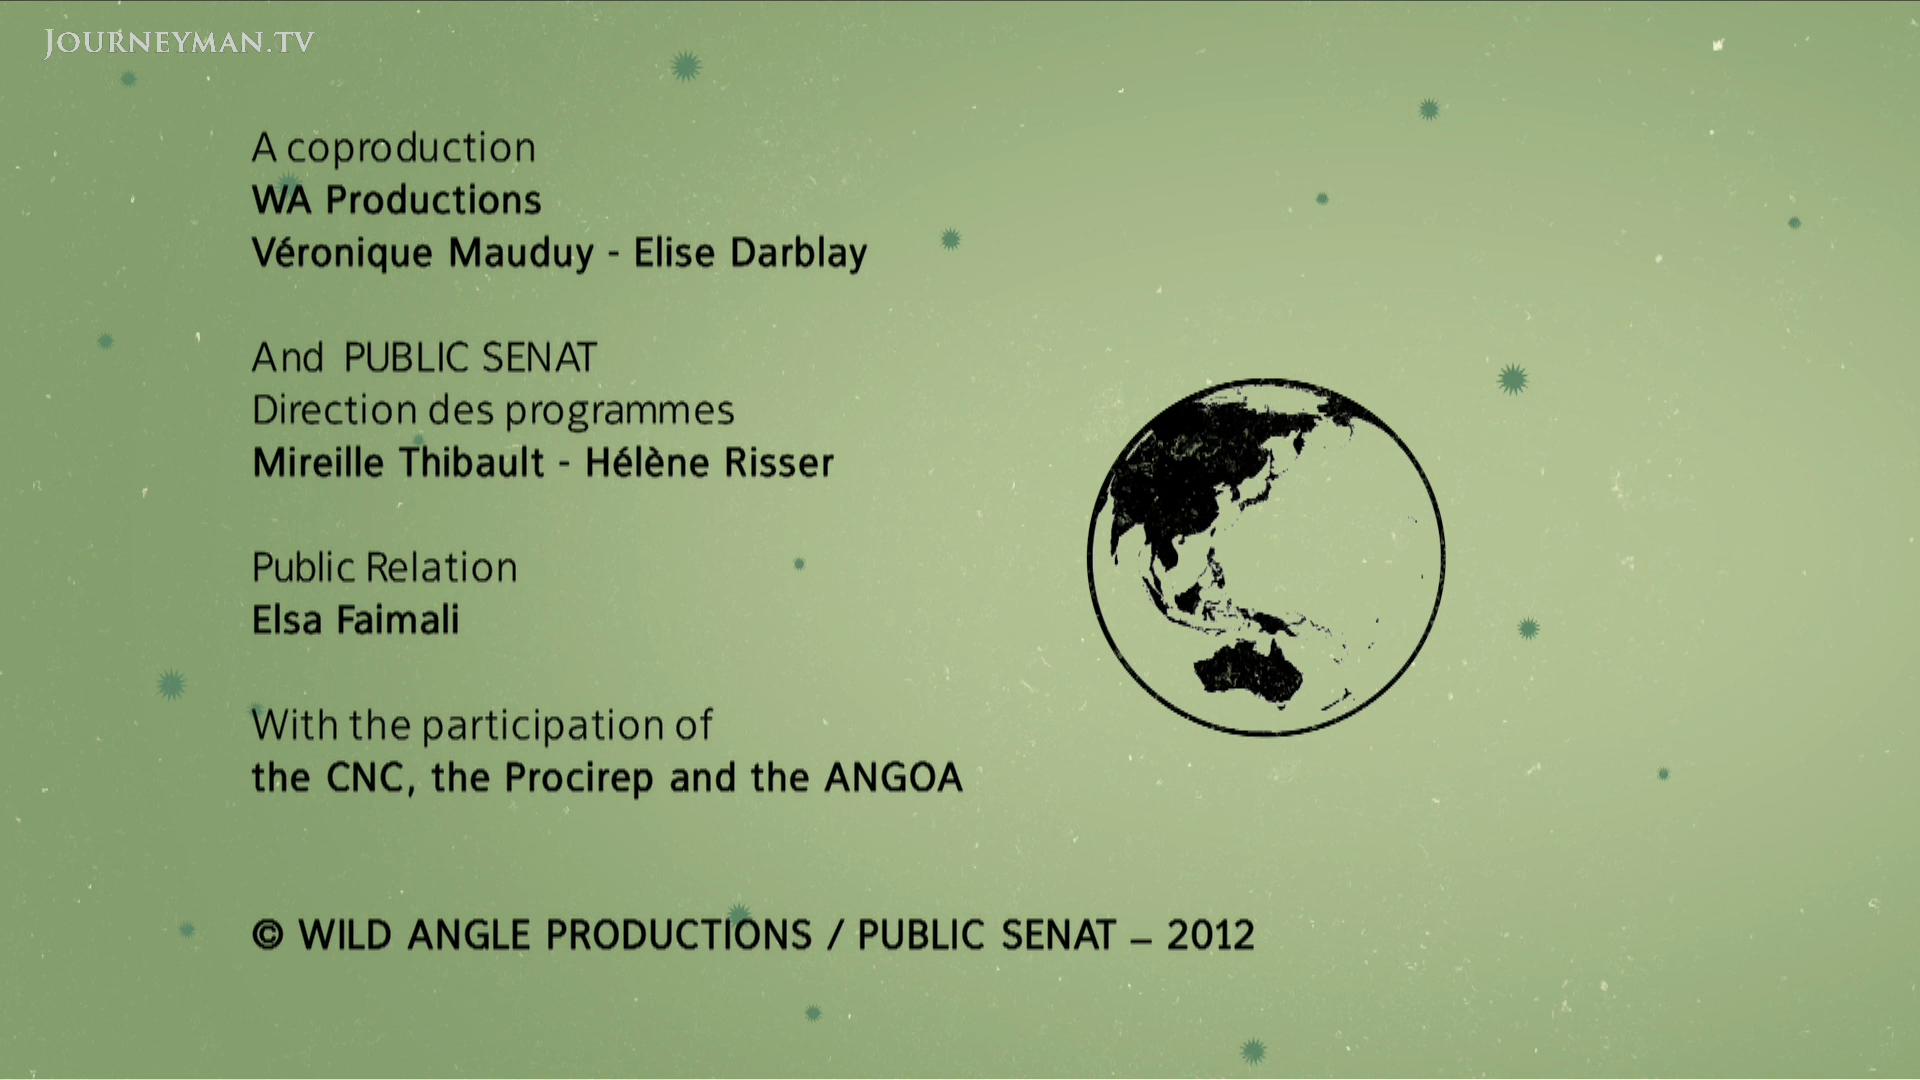 JOURNEYMAN.TV
A coproduction
WA Productions
Véronique Mauduy - Elise Darblay
And PUBLIC SENAT
Direction des programmes
Mireille Thibault - Hélène Risser
Public Relation
Elsa Faimali
With the participation of
the CNC, the Procirep and the ANGOA
© WILD ANGLE PRODUCTIONS / PUBLIC SENAT – 2012